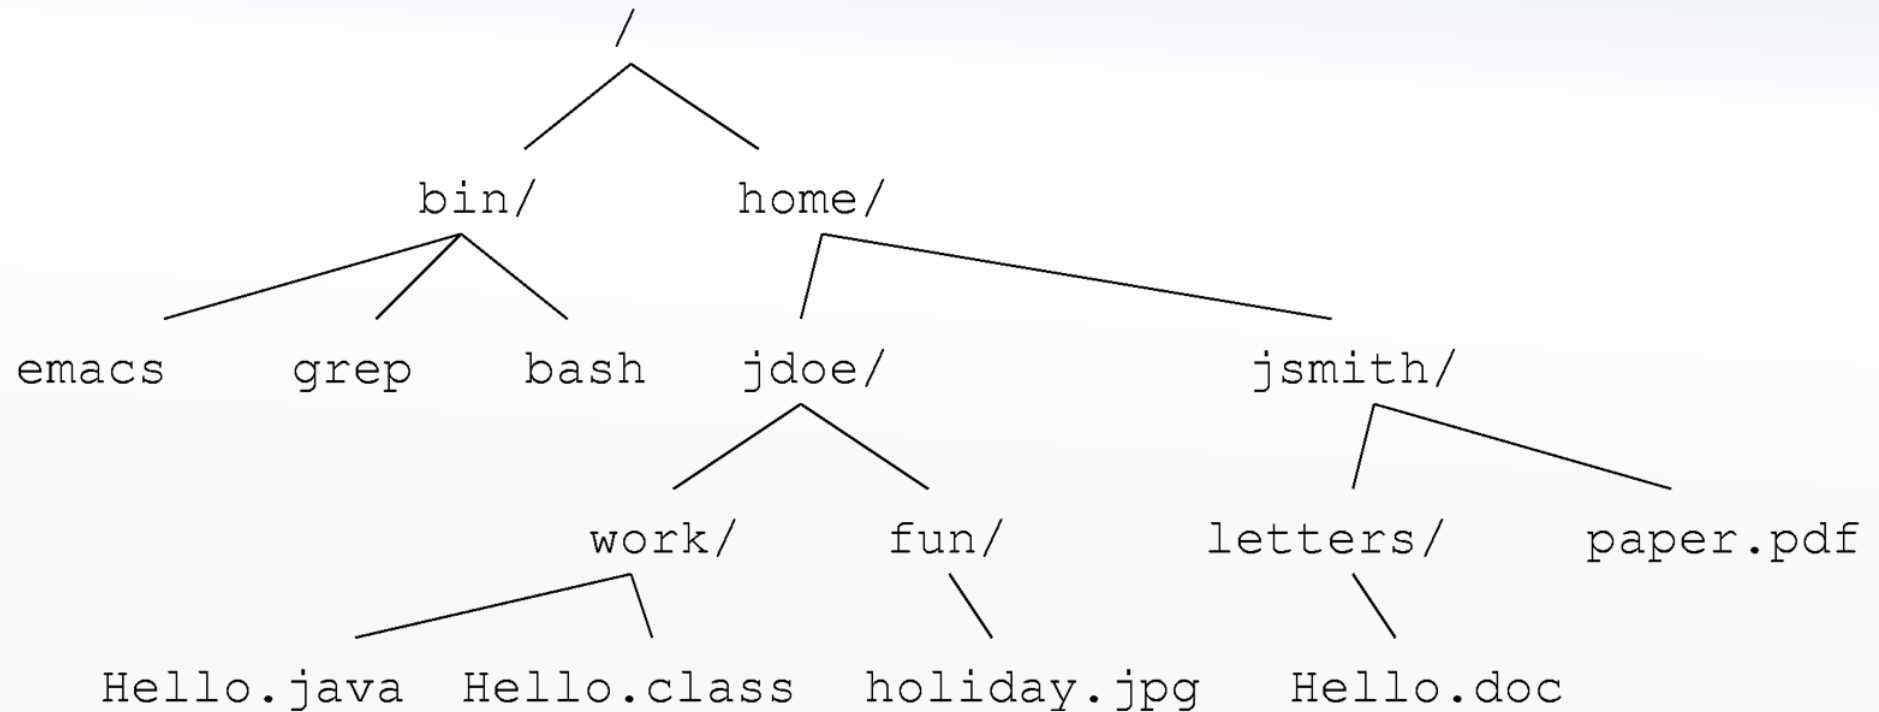 /
bin/ home/
emacs grep bash jdoe/ jsmith/
work/ fun/ letters/ paper.pdf
Hello.java Hello.class holiday.jpg Hello.doc